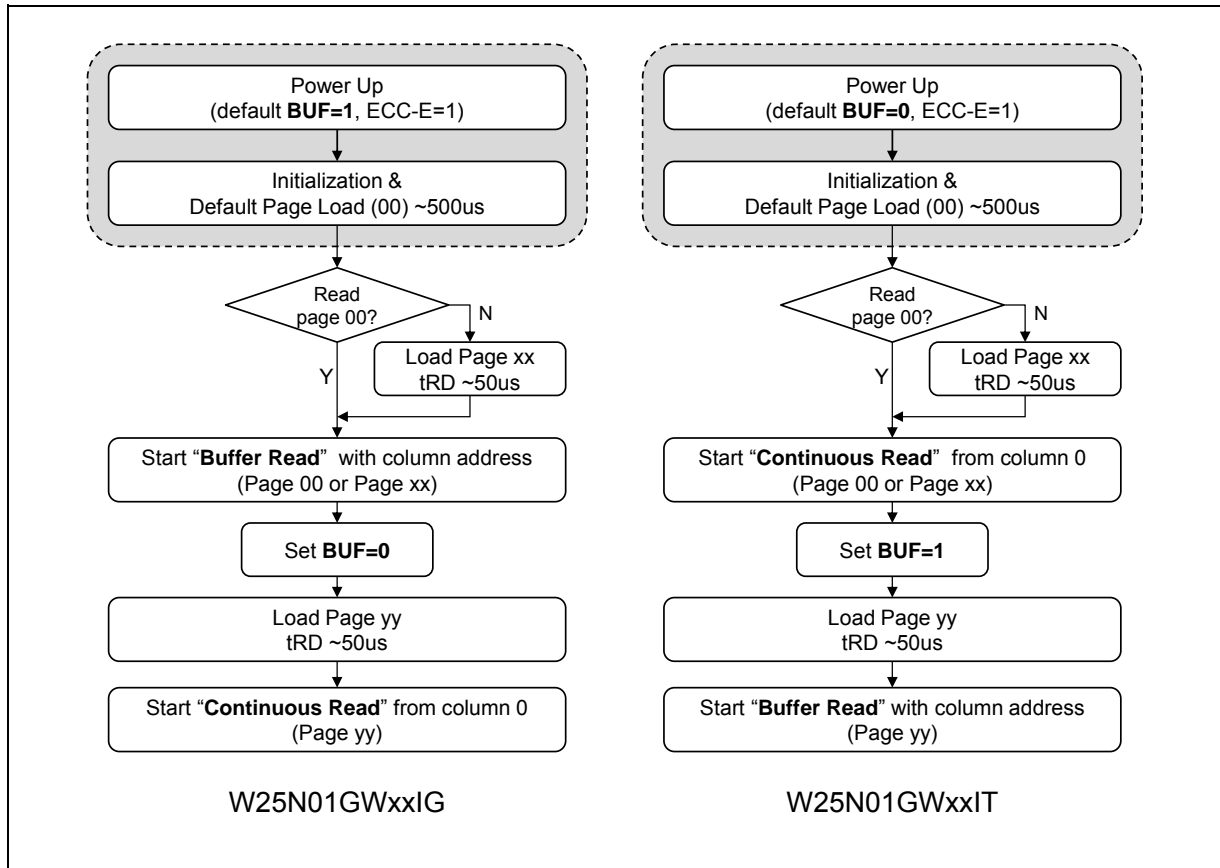 Power Up
(default BUF=1, ECC-E=1)
Initialization &
Default Page Load (00) ~500us
Read
page 00?
N
Y
Load Page xx
tRD ~50us
Start “Buffer Read” with column address
(Page 00 or Page xx)
Set BUF=0
Load Page yy
tRD ~50us
Start “Continuous Read” from column 0
(Page yy)
W25N01GWxxIG
Power Up
(default BUF=0, ECC-E=1)
Initialization &
Default Page Load (00) ~500us
Read
page 00?
N
Y
Load Page xx
tRD ~50us
Start “Continuous Read” from column 0
(Page 00 or Page xx)
Set BUF=1
Load Page yy
tRD ~50us
Start “Buffer Read” with column address
(Page yy)
W25N01GWxxIT